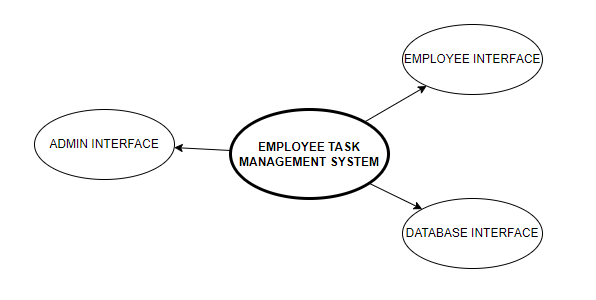 EMPLOYEE INTERFACE
ADMIN INTERFACE
EMPLOYEE TASK
MANAGEMENT SYSTEM
DATABASE INTERFACE